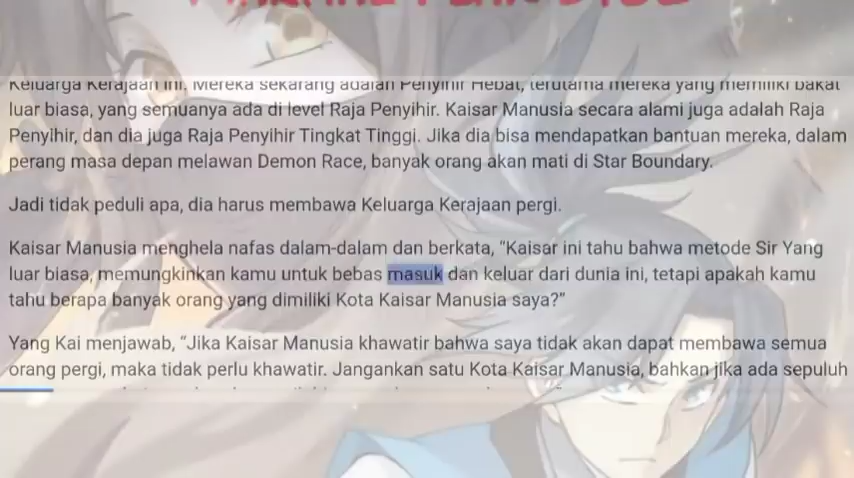 Keluarga Kerajaan ini. Mereka sekarang adalah Penyihir Hebat, terutama mereka yang memiliki bakat
luar biasa, yang semuanya ada di level Raja Penyihir. Kaisar Manusia secara alami juga adalah Raja
Penyihir, dan dia juga Raja Penyihir Tingkat Tinggi. Jika dia bisa mendapatkan bantuan mereka, dalam
perang masa depan melawan Demon Race, banyak orang akan mati di Star Boundary.
Jadi tidak peduli apa, dia harus membawa Keluarga Kerajaan pergi.
Kaisar Manusia menghela nafas dalam-dalam dan berkata, “Kaisar ini tahu bahwa metode Sir Yang
luar biasa, memungkinkan kamu untuk bebas masuk dan keluar dari dunia ini, tetapi apakah kamu
tahu berapa banyak orang yang dimiliki Kota Kaisar Manusia saya?”
Yang Kai menjawab, “Jika Kaisar Manusia khawatir bahwa saya tidak akan dapat membawa semua
orang pergi, maka tidak perlu khawatir. Jangankan satu Kota Kaisar Manusia, bahkan jika ada sepuluh